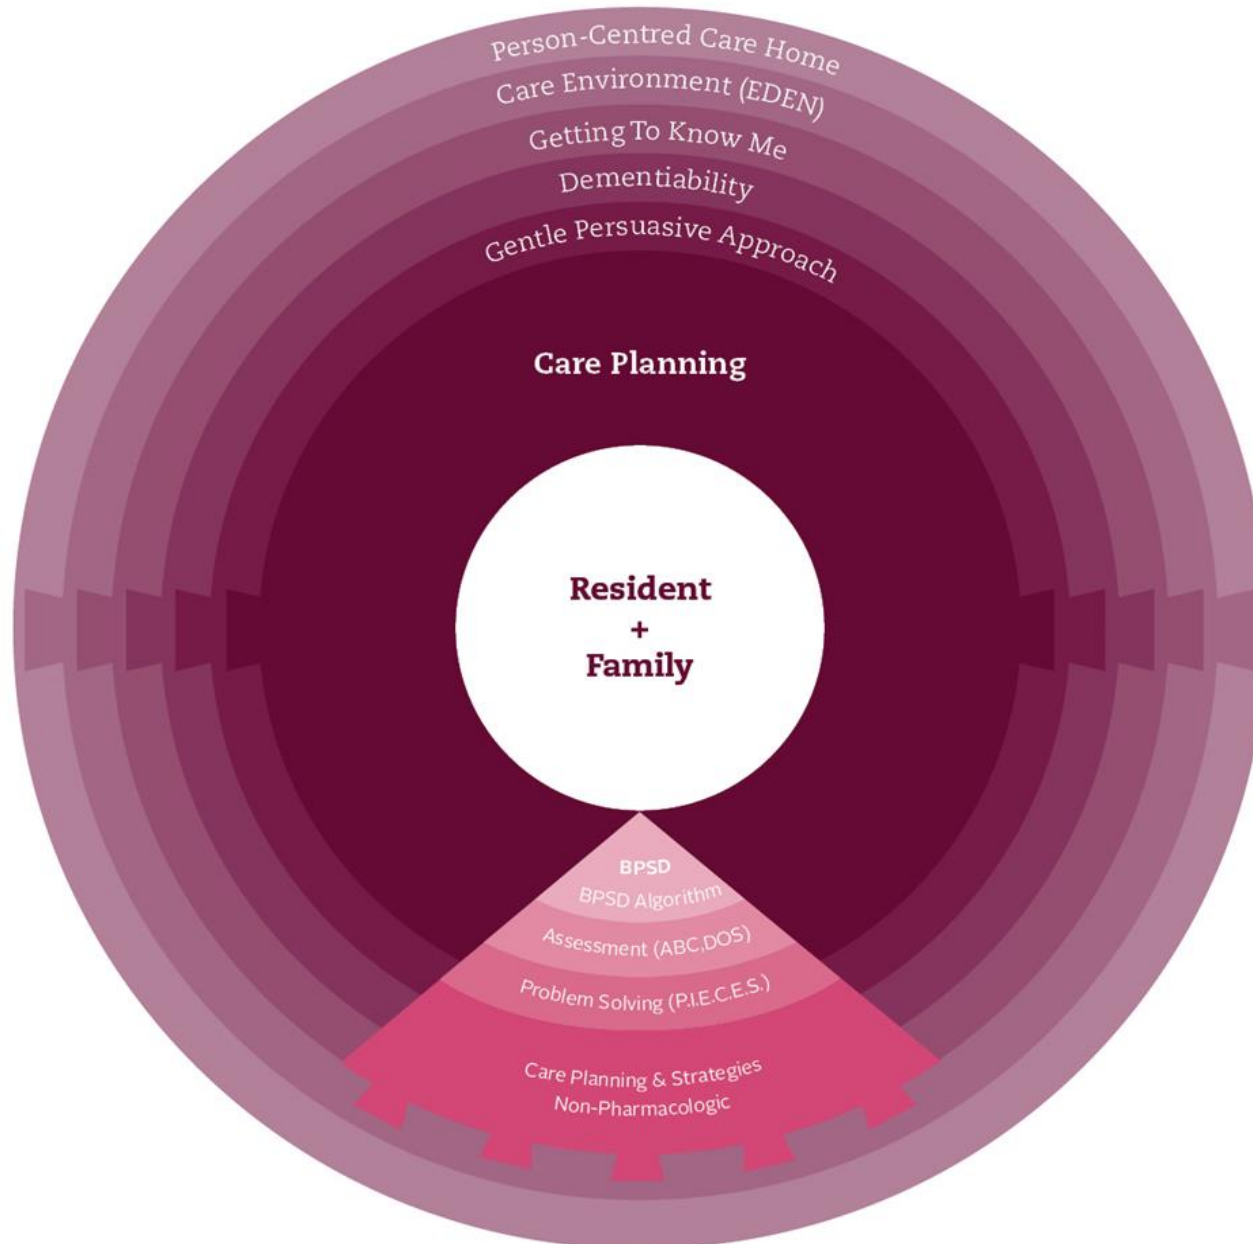 Person-Centred Care Home
Care Environment (EDEN)
Getting To Know Me
Dementiability
Gentle Persuasive Approach
Care Planning
Resident
+
Family
BPSD
BPSD Algorithm
Assessment (ABC,DOS)
Problem Solving (P.I.E.C.E.S.)
Care Planning & Strategies
Non-Pharmacologic